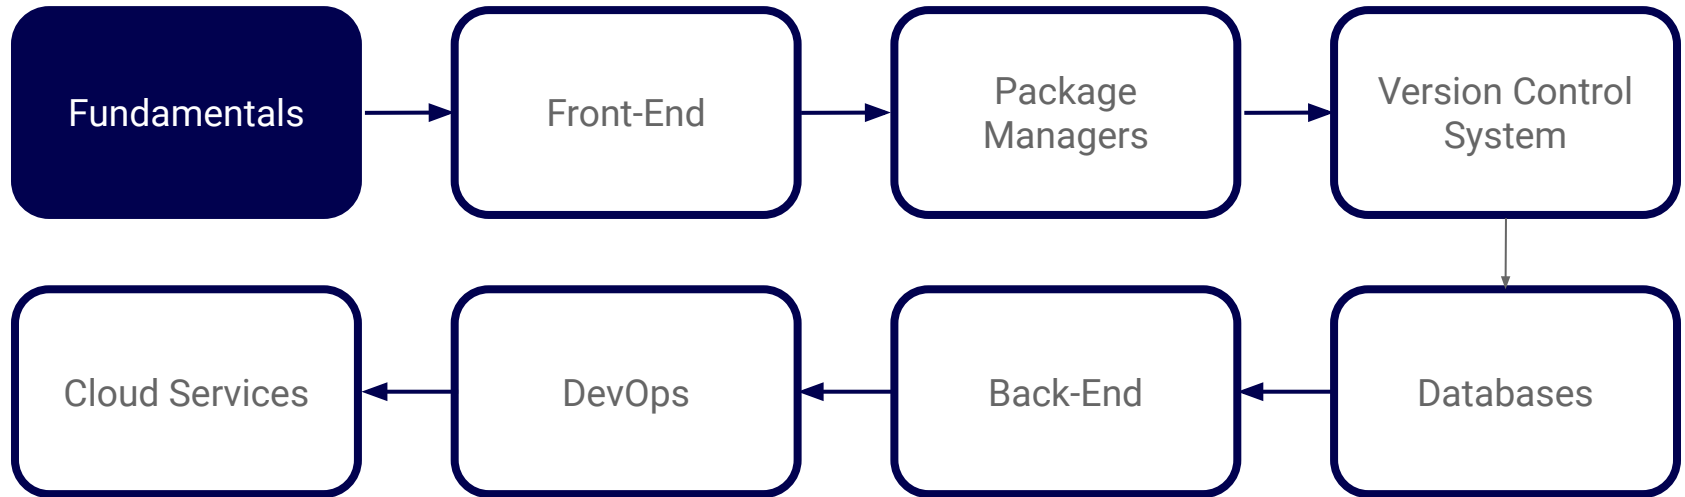 Fundamentals
Front-End
Package
Managers
Version Control
System
Cloud Services
DevOps
Back-End
Databases